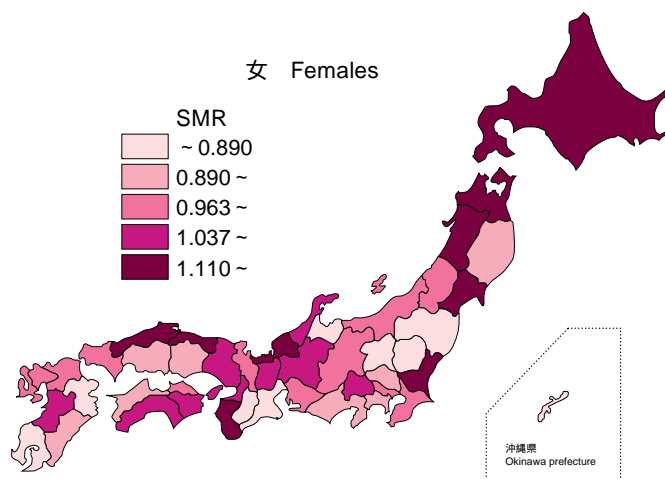 女 Females
SMR
~ 0.890
0.890 ~
0.963 ~
1.037 ~
1.110 ~
沖縄県
Okinawa prefecture